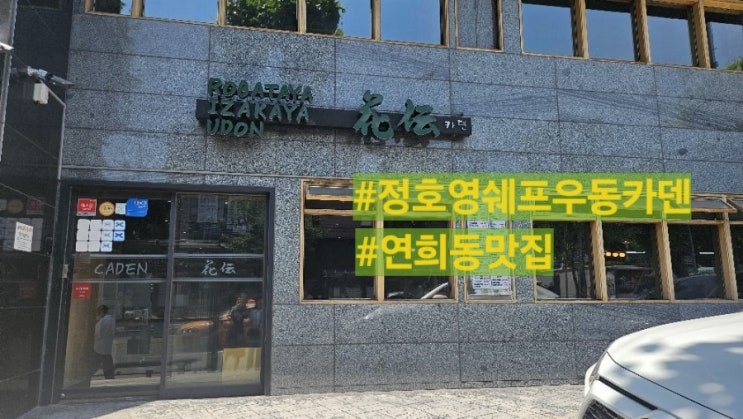 ROBATAYA
IZAKAYA
UDON
花伝 카덴
#정호영쉐프우동카덴
#연희동맛집
CADEN 花伝